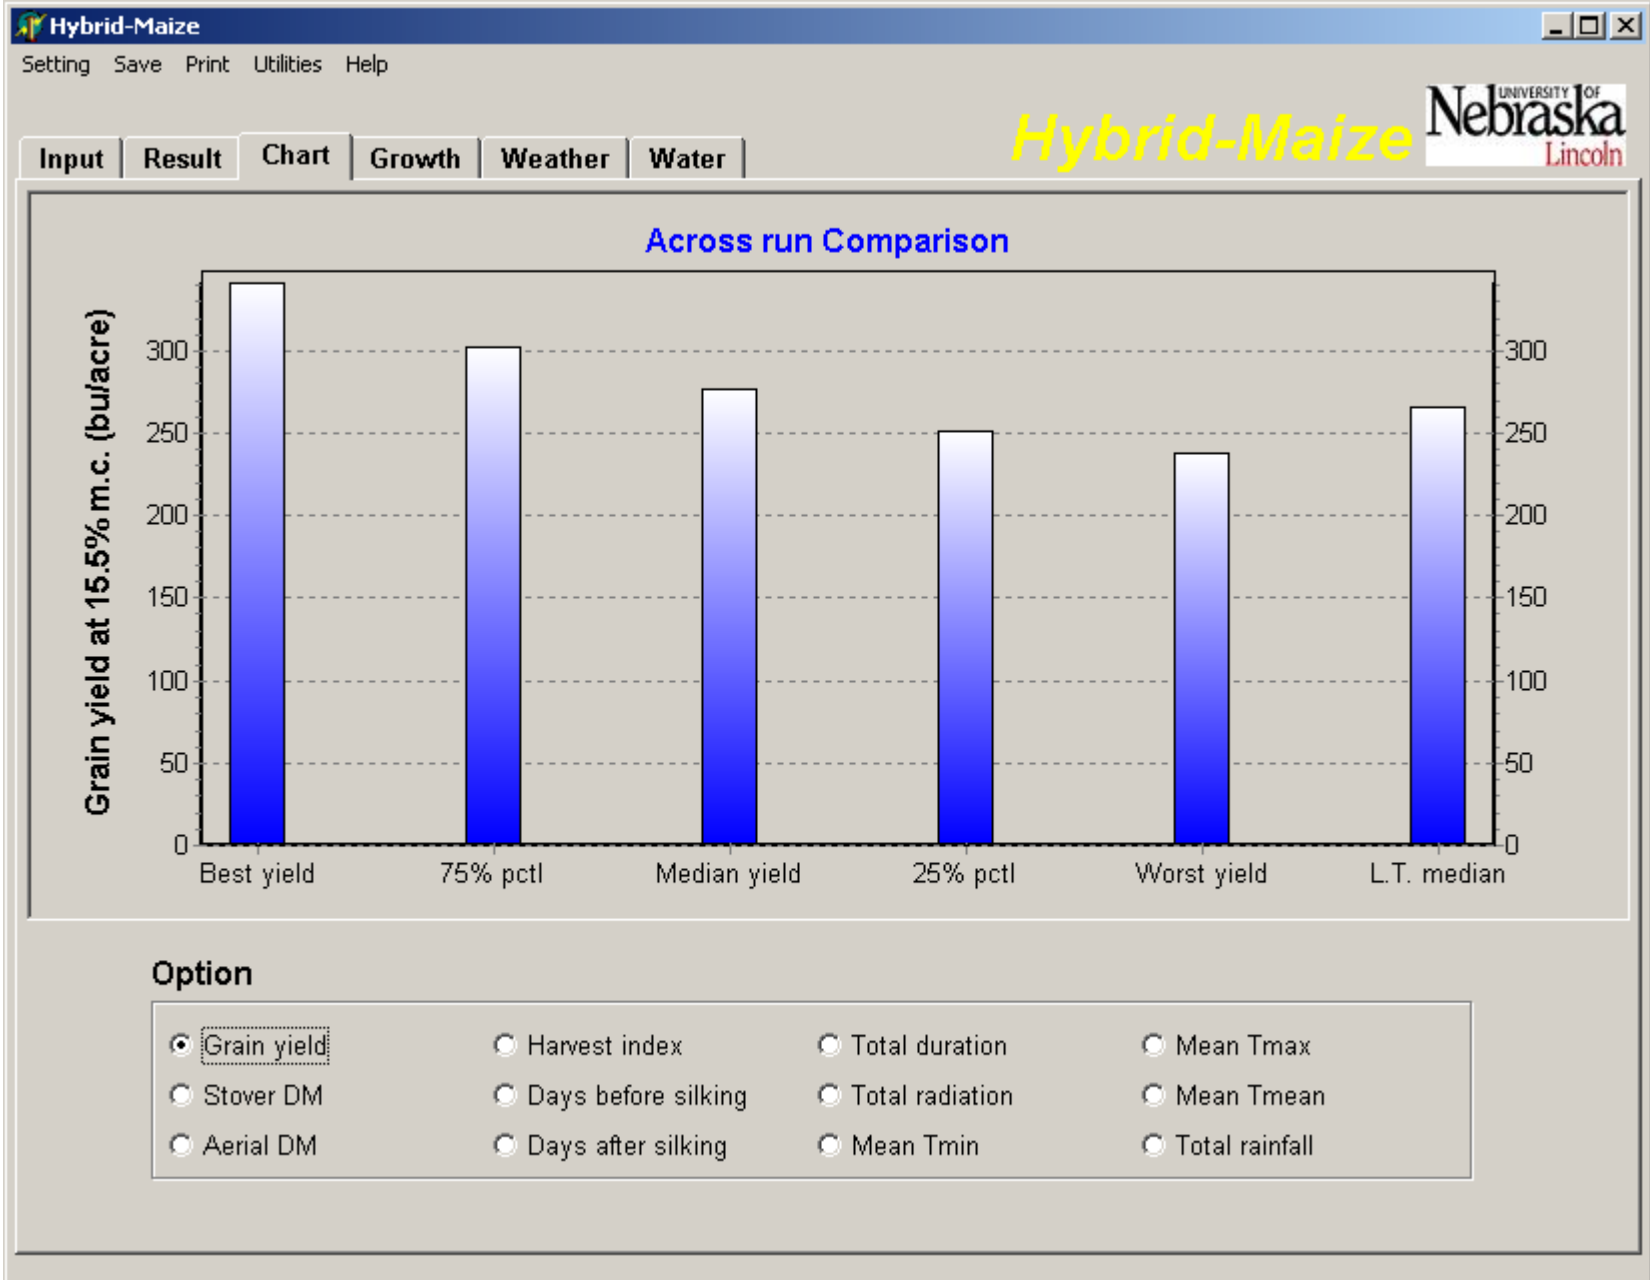 Hybrid-Maize
Setting Save Print Utilities Help
Hybrid-Maize
UNIVERSITY OF
Nebraska
Lincoln
Input Result Chart Growth Weather Water
Across run Comparison
Grain yield at 15.5% m.c. (bu/acre)
300 300
250 250
200 200
150 150
100 100
50 50
0 0
Best yield 75% pctl Median yield 25% pctl Worst yield L.T. median
Option
Grain yield Harvest index Total duration Mean Tmax
Stover DM Days before silking Total radiation Mean Tmean
Aerial DM Days after silking Mean Tmin Total rainfall